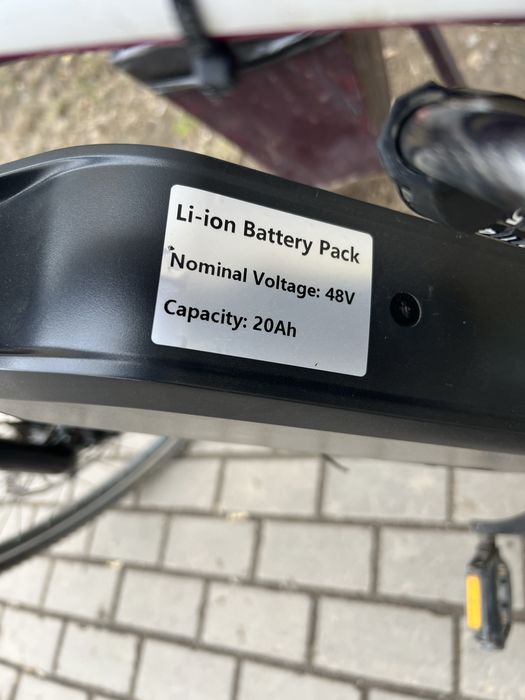 Li-ion Battery Pack
Nominal Voltage: 48V
Capacity: 20Ah